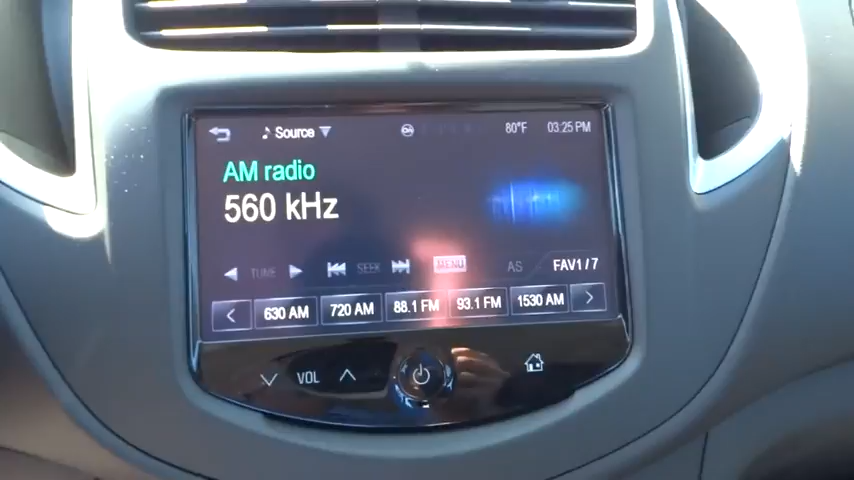 Source 80°F 03:25 PM
AM radio
560 kHz
TUNE SEEK MENU AS FAV1 / 7
630 AM 720 AM 88.1 FM 93.1 FM 1530 AM
VOL